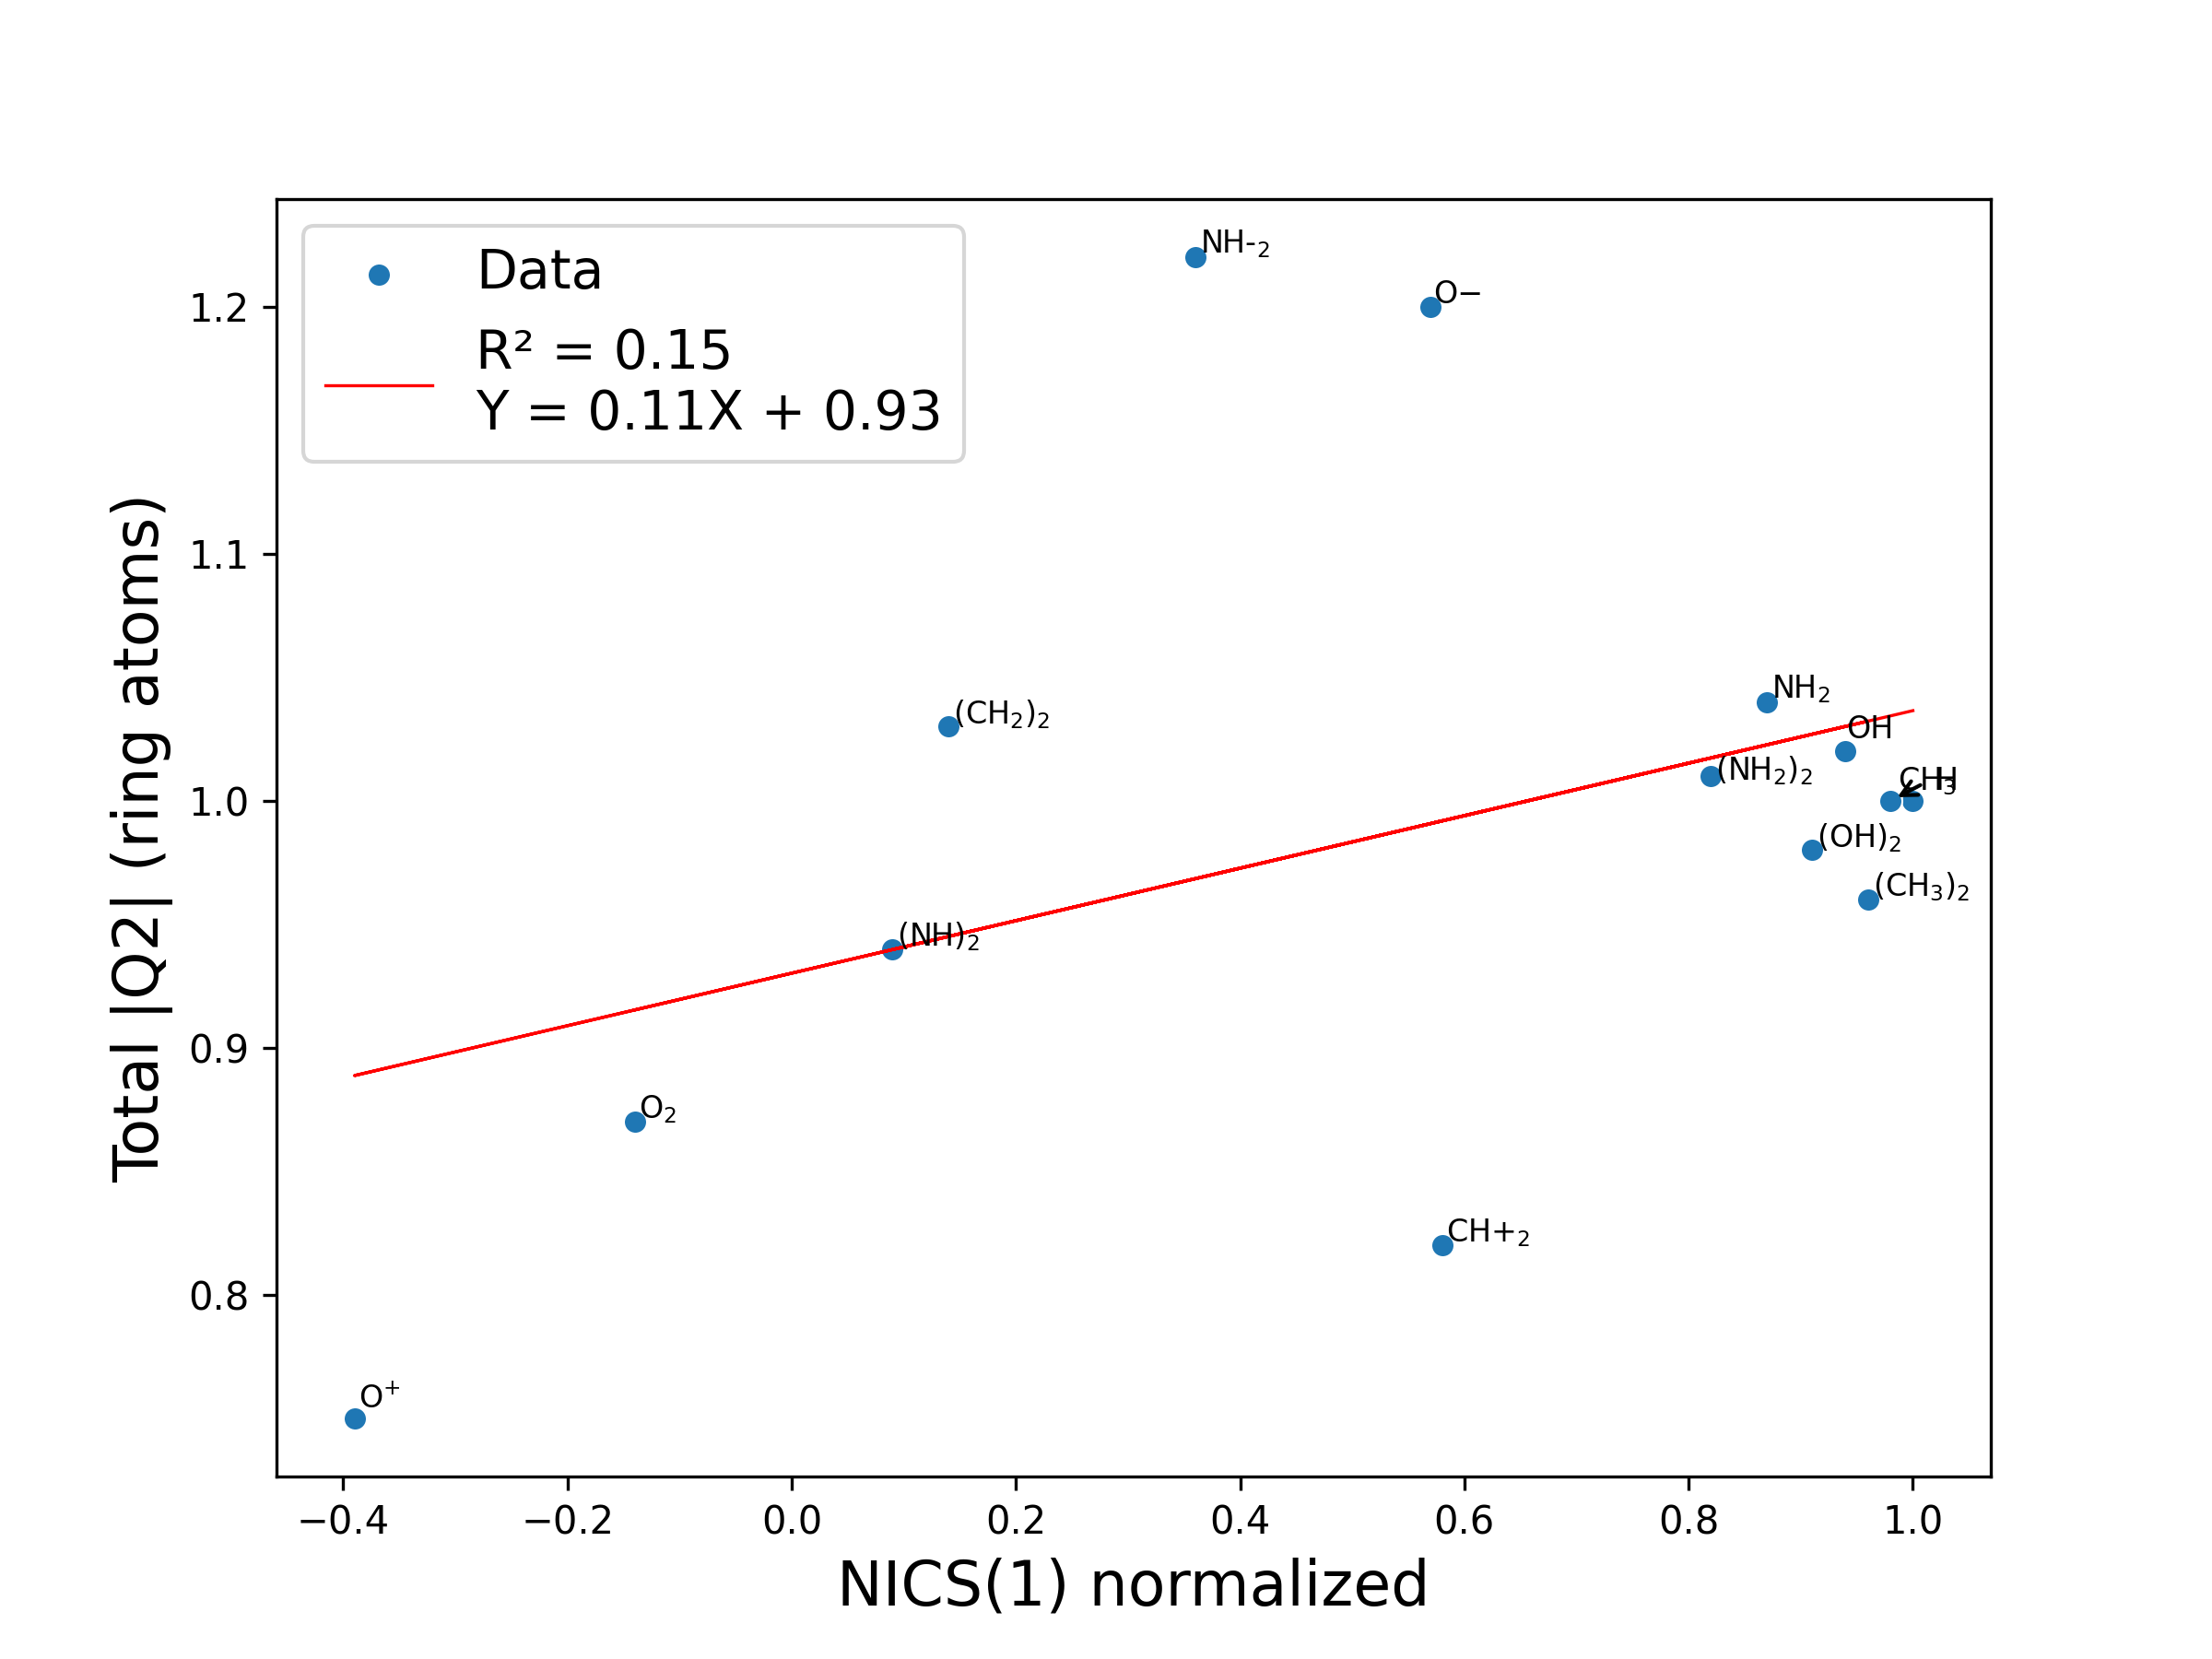 Data
R² = 0.15
Y = 0.11X + 0.93
NH-₂
O−
(CH₂)₂
NH₂
OH
(NH₂)₂
CH₃
H
(OH)₂
(CH₃)₂
(NH)₂
O₂
CH+₂
O⁺
1.2
1.1
1.0
0.9
0.8
Total |Q2| (ring atoms)
−0.4
−0.2
0.0
0.2
0.4
0.6
0.8
1.0
NICS(1) normalized